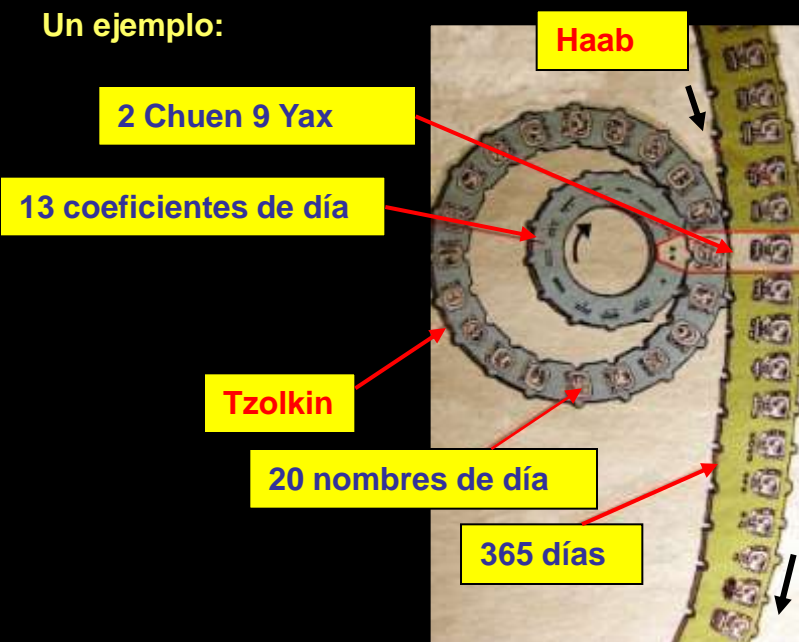 Un ejemplo:
Haab
2 Chuen 9 Yax
13 coeficientes de día
Tzolkin
20 nombres de día
365 días